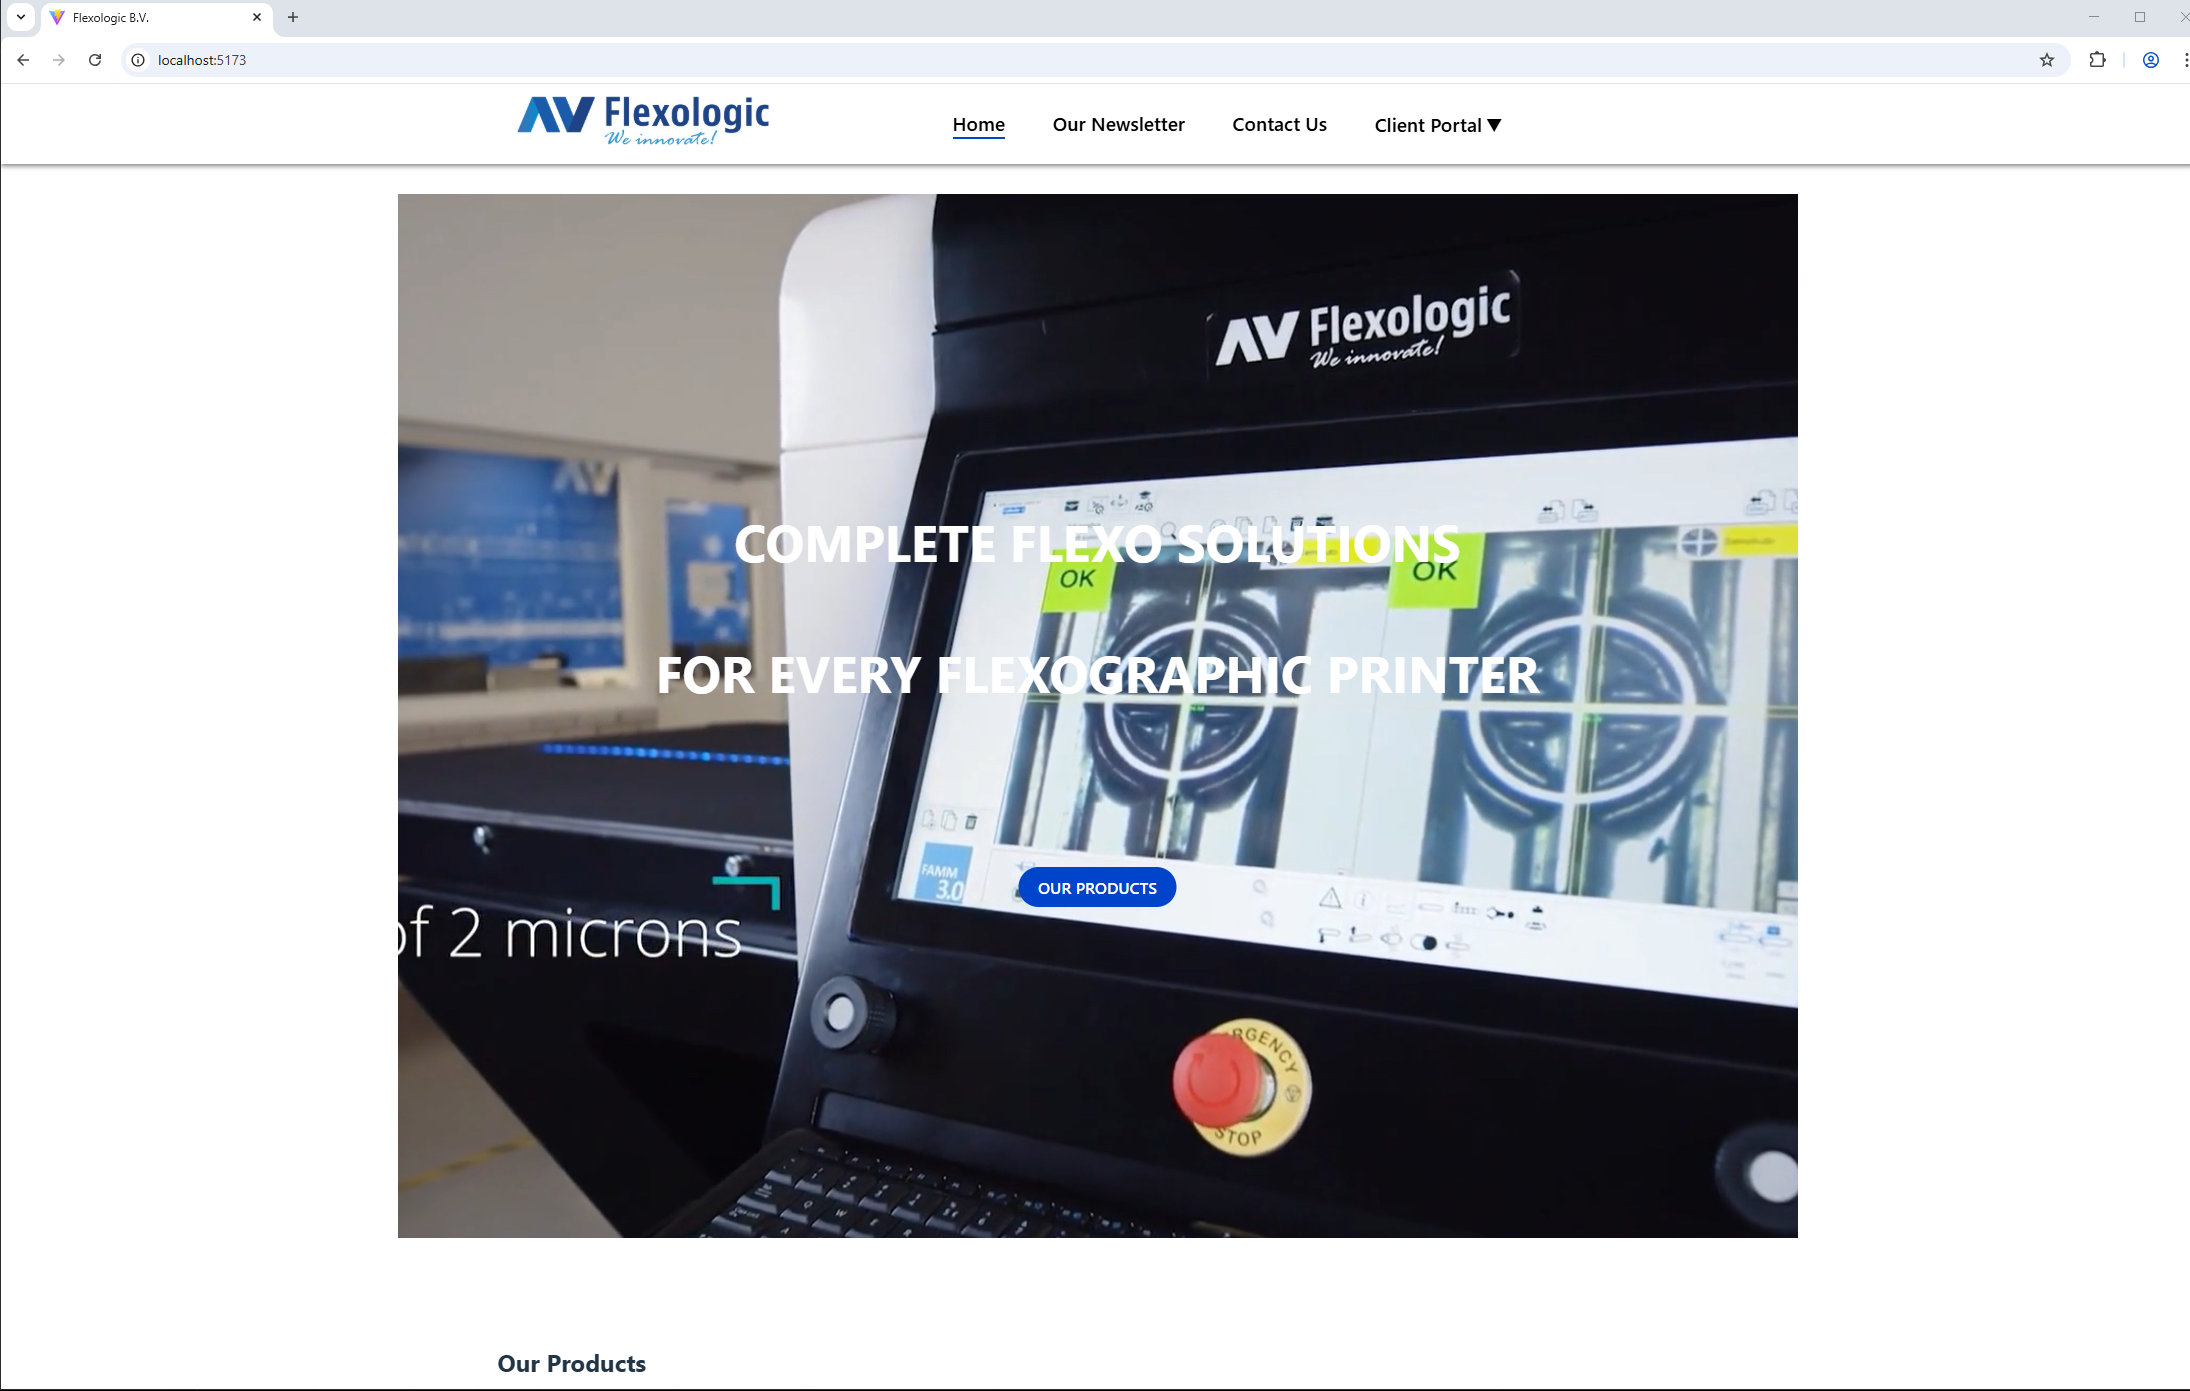 Flexologic B.V.
localhost:5173
AV Flexologic
We innovate!
Home
Our Newsletter
Contact Us
Client Portal ▼
AV Flexologic
We innovate!
AV
COMPLETE FLEXO SOLUTIONS
OK
OK
FOR EVERY FLEXOGRAPHIC PRINTER
FAMM
3.0
OUR PRODUCTS
of 2 microns
EMERGENCY
STOP
Our Products